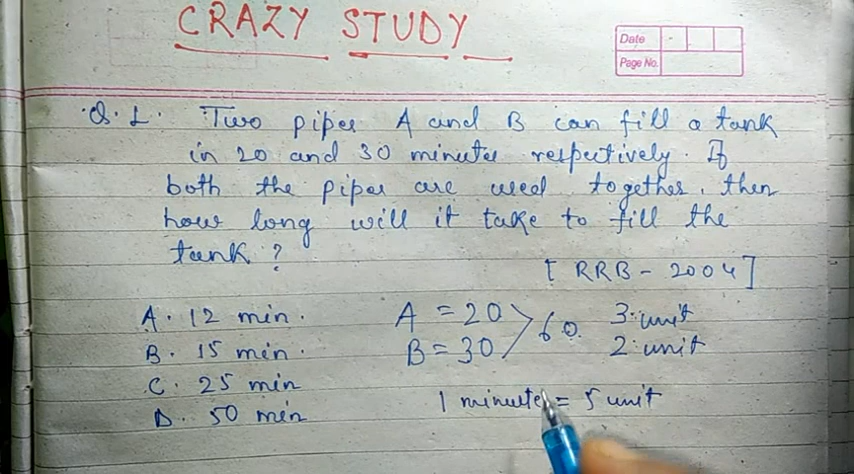 CRAZY STUDY
Date
Page No.
Q.1. Two pipes A and B can fill a tank
in 20 and 30 minutes respectively. If
both the pipes are used together, then
how long will it take to fill the
tank?
[RRB-2004]
A. 12 min.
B. 15 min.
C. 25 min
D. 50 min
A = 20
B = 30
60
3 unit
2 unit
1 minute = 5 unit